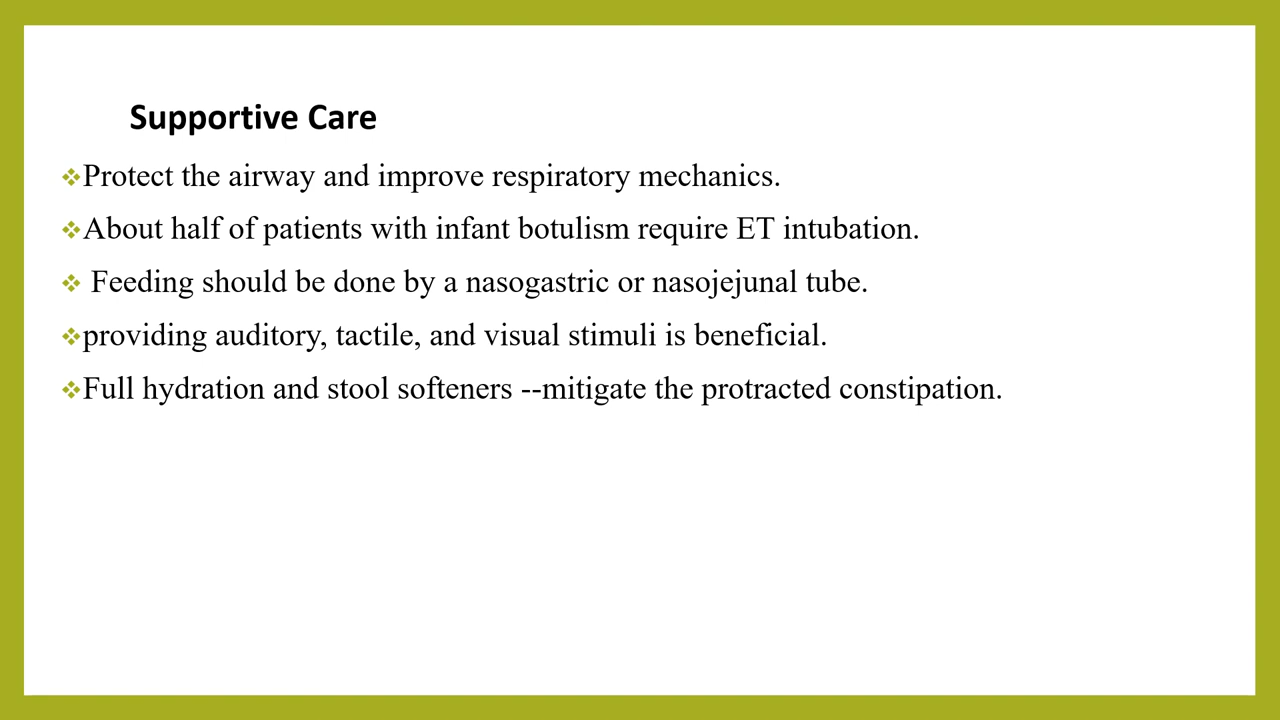 Supportive Care
❖Protect the airway and improve respiratory mechanics.
❖About half of patients with infant botulism require ET intubation.
❖ Feeding should be done by a nasogastric or nasojejunal tube.
❖providing auditory, tactile, and visual stimuli is beneficial.
❖Full hydration and stool softeners --mitigate the protracted constipation.